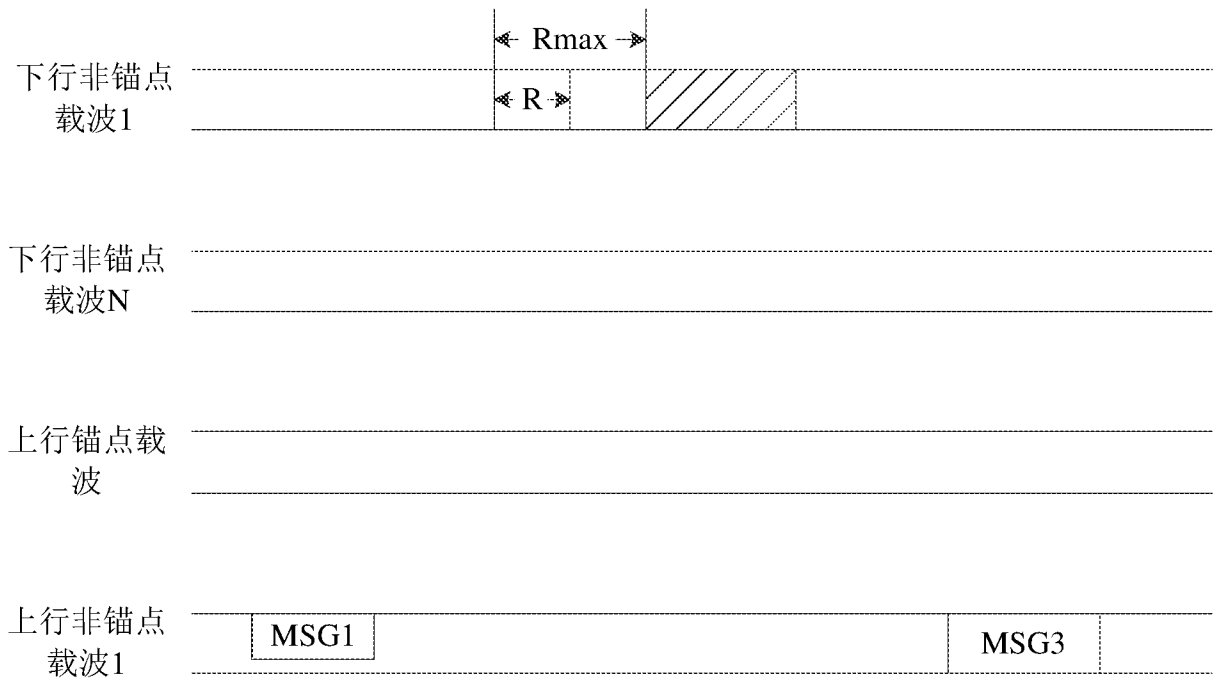 Rmax
下行非锚点
载波1
R
下行非锚点
载波N
上行锚点载
波
上行非锚点
载波1
MSG1
MSG3